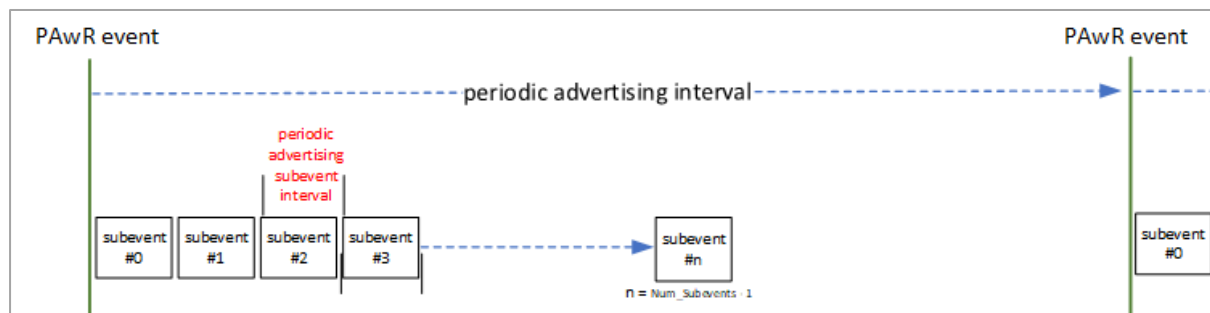 PAwR event
PAwR event
periodic advertising interval
periodic
advertising
subevent
interval
subevent
#0
subevent
#1
subevent
#2
subevent
#3
subevent
#n
subevent
#0
n = Num_Subevents - 1